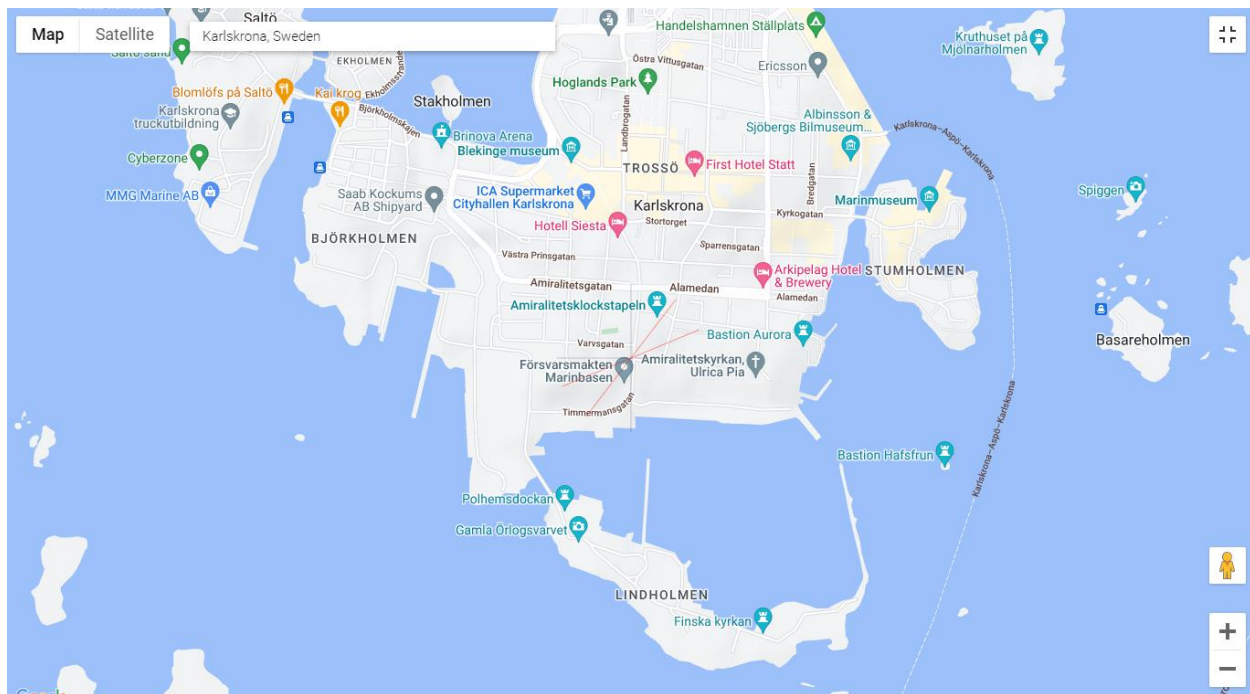 Map
Satellite
Karlskrona, Sweden
Saltö
Handelshamnen Ställplats
Kruthuset på
Mjölnarholmen
Saltö sand
EKHOLMEN
Östra Vittusgatan
Ericsson
Hoglands Park
Blomlöfs på Saltö
Kai krog
Ekholmsstranden
Stakholmen
Landbrogatan
Karlskrona
truckutbildning
Björkholmskajen
Albinsson &
Sjöbergs Bilmuseum...
Karlskrona–Aspö–Karlskrona
Brinova Arena
Blekinge museum
Cyberzone
TROSSÖ
First Hotel Statt
Bredgatan
MMG Marine AB
Saab Kockums
AB Shipyard
ICA Supermarket
Cityhallen Karlskrona
Karlskrona
Marinmuseum
Spiggen
Kyrkogatan
Hotell Siesta
Stortorget
BJÖRKHOLMEN
Sparrensgatan
Västra Prinsgatan
Arkipelag Hotel
& Brewery
STUMHOLMEN
Amiralitetsgatan
Alamedan
Alamedan
Amiralitetsklockstapeln
Bastion Aurora
Basareholmen
Varvsgatan
Försvarsmakten
Marinbasen
Amiralitetskyrkan,
Ulrica Pia
Timmermansgatan
Karlskrona–Aspö–Karlskrona
Bastion Hafsfrun
Polhemsdockan
Gamla Örlogsvarvet
LINDHOLMEN
Finska kyrkan
Google